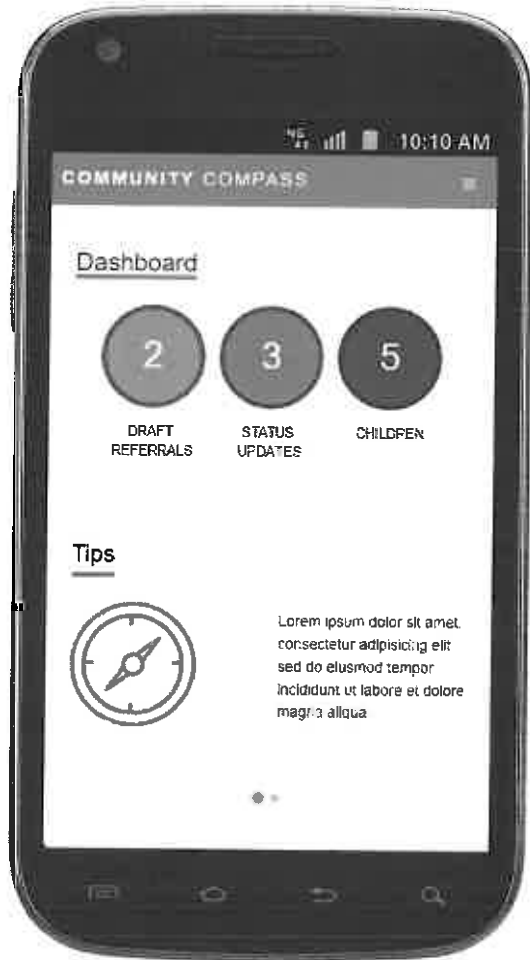 10:10 AM
COMMUNITY COMPASS
Dashboard
2 3 5
DRAFT STATUS CHILDREN
REFERRALS UPDATES
Tips
Lorem ipsum dolor sit amet,
consectetur adipisicing elit
sed do eiusmod tempor
incididunt ut labore et dolore
magna aliqua